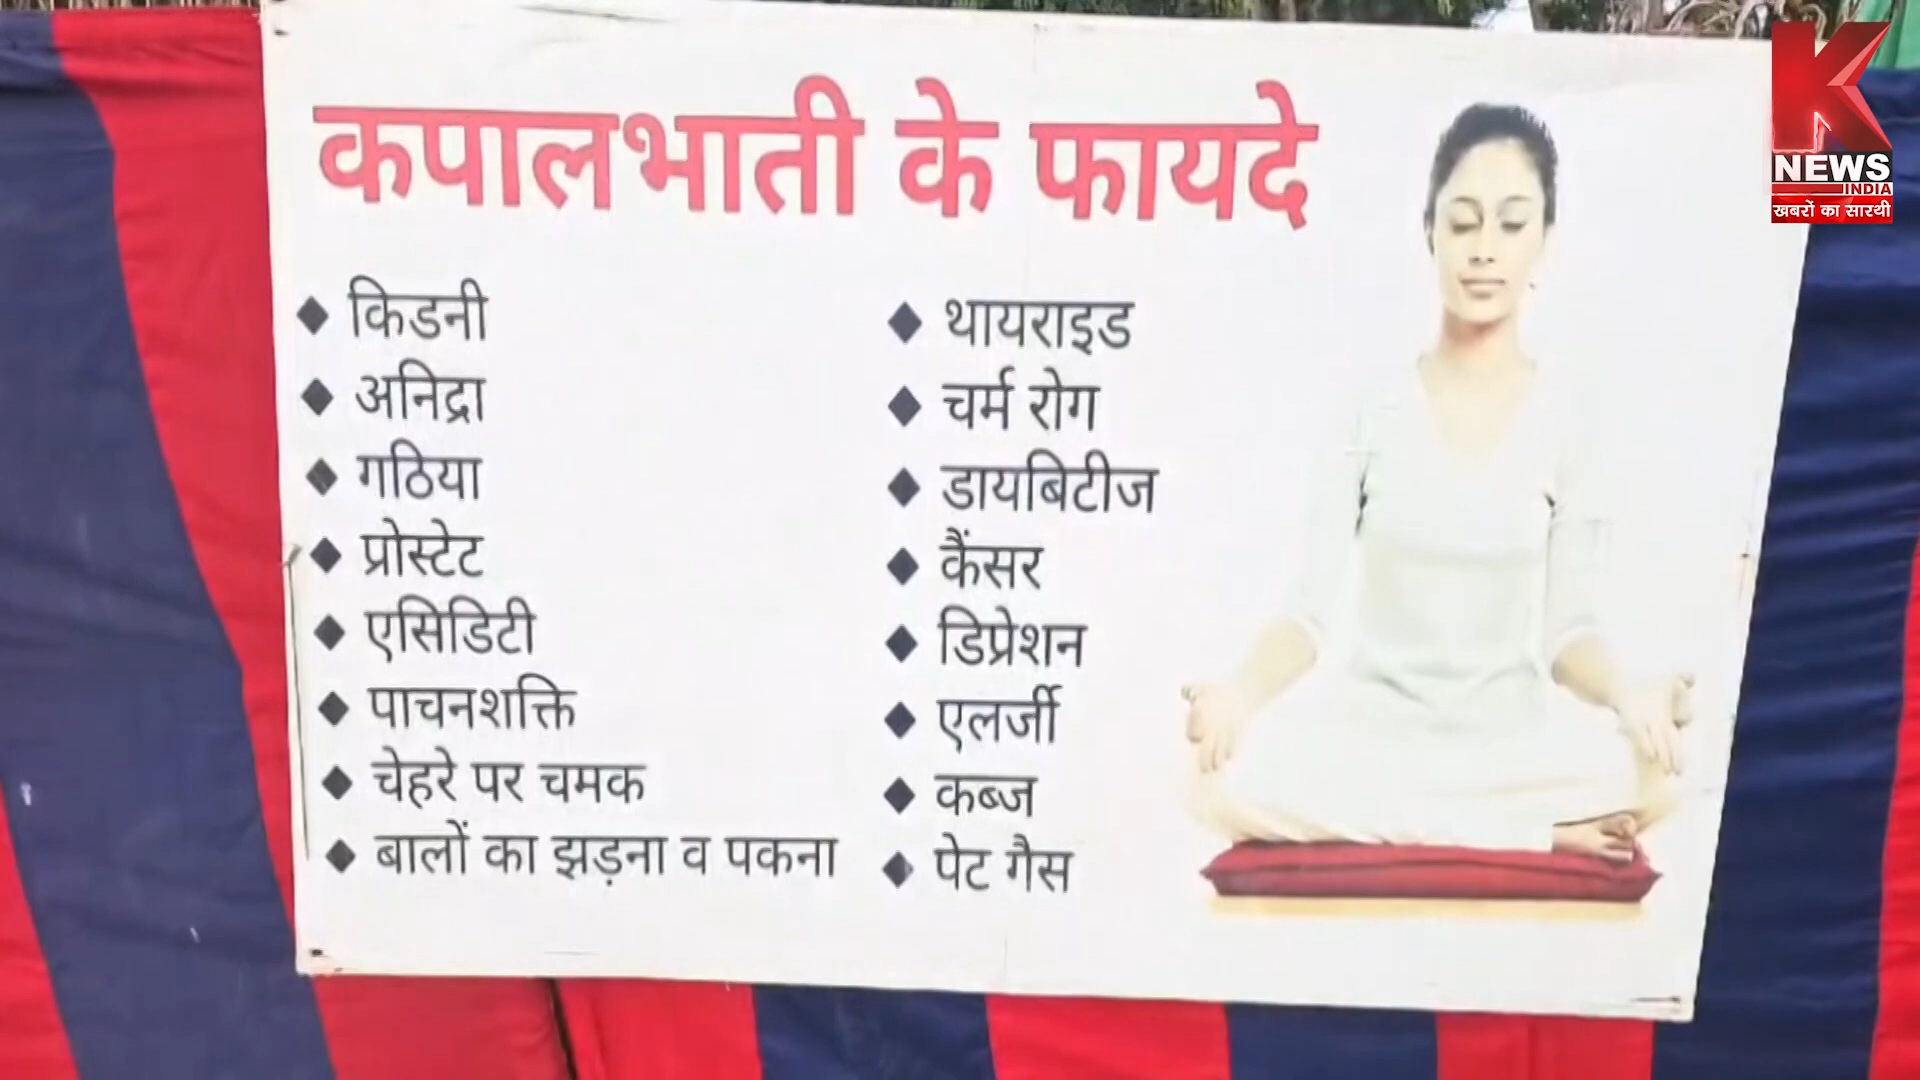 कपालभाती के फायदे
किडनी
अनिद्रा
गठिया
प्रोस्टेट
एसिडिटी
पाचनशक्ति
चेहरे पर चमक
बालों का झड़ना व पकना
थायराइड
चर्म रोग
डायबिटीज
कैंसर
डिप्रेशन
एलर्जी
कब्ज
पेट गैस
K
NEWS
INDIA
खबरों का सारथी